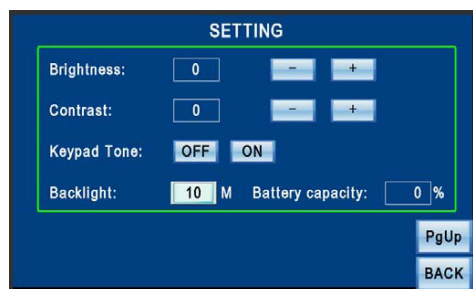 SETTING
Brightness: 0 - +
Contrast: 0 - +
Keypad Tone: OFF ON
Backlight: 10 M Battery capacity: 0 %
PgUp
BACK